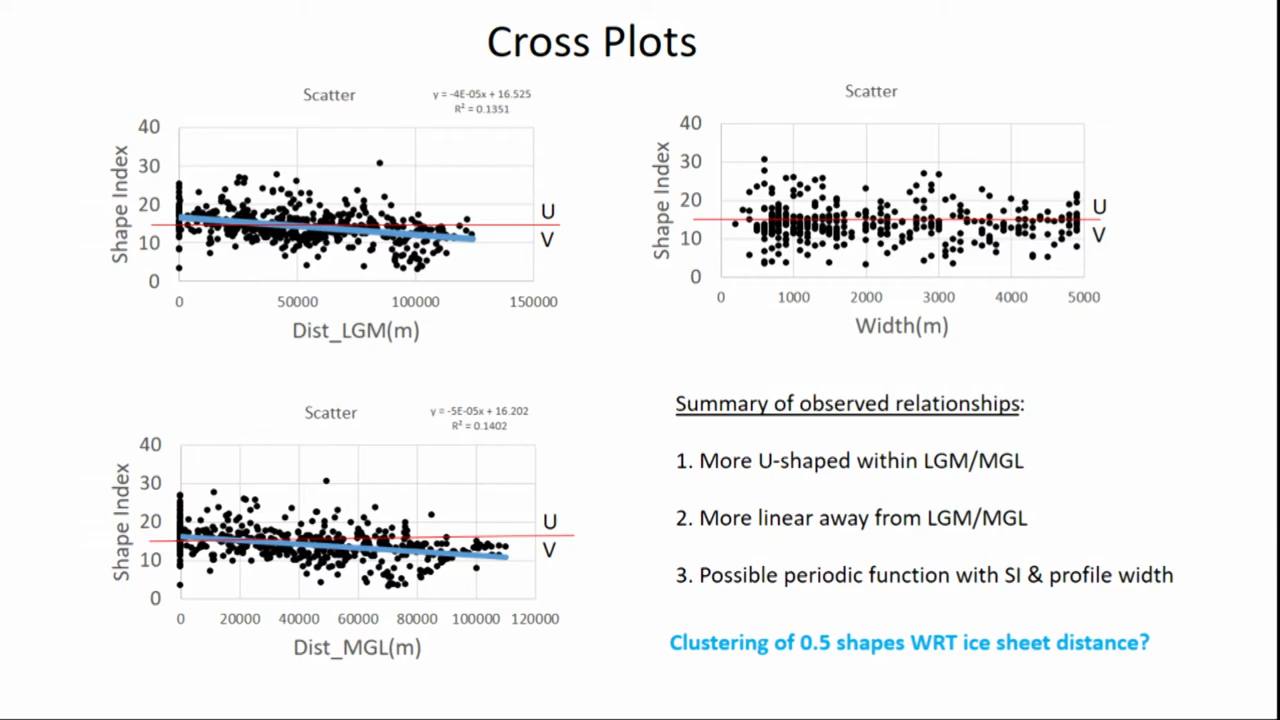 Cross Plots
Scatter
y = -4E-05x + 16.525
R² = 0.1351
40
30
20
10
0
Shape Index
U
V
0 50000 100000 150000
Dist_LGM(m)
Scatter
40
30
20
10
0
Shape Index
U
V
0 1000 2000 3000 4000 5000
Width(m)
Scatter
y = -5E-05x + 16.202
R² = 0.1402
40
30
20
10
0
Shape Index
U
V
0 20000 40000 60000 80000 100000 120000
Dist_MGL(m)
Summary of observed relationships:
1. More U-shaped within LGM/MGL
2. More linear away from LGM/MGL
3. Possible periodic function with SI & profile width
Clustering of 0.5 shapes WRT ice sheet distance?